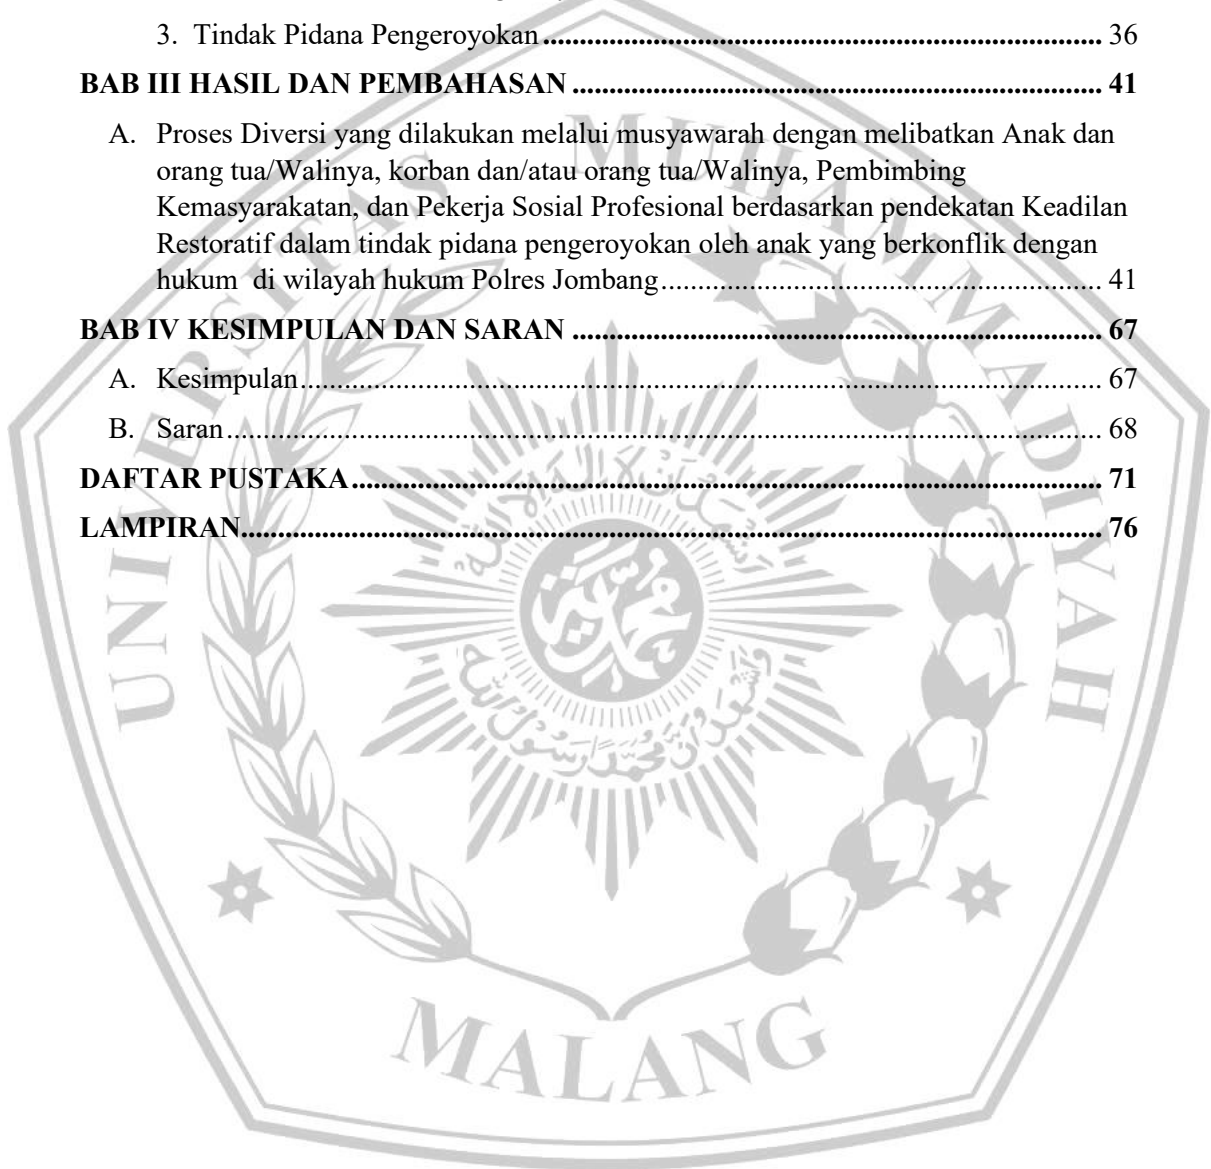 3. Tindak Pidana Pengeroyokan........................................................................... 36
BAB III HASIL DAN PEMBAHASAN ....................................................................... 41
A. Proses Diversi yang dilakukan melalui musyawarah dengan melibatkan Anak dan
orang tua/Walinya, korban dan/atau orang tua/Walinya, Pembimbing
Kemasyarakatan, dan Pekerja Sosial Profesional berdasarkan pendekatan Keadilan
Restoratif dalam tindak pidana pengeroyokan oleh anak yang berkonflik dengan
hukum di wilayah hukum Polres Jombang........................................................... 41
BAB IV KESIMPULAN DAN SARAN ....................................................................... 67
A. Kesimpulan........................................................................................................... 67
B. Saran..................................................................................................................... 68
DAFTAR PUSTAKA.................................................................................................... 71
LAMPIRAN.................................................................................................................. 76
UNIVERSITAS MUHAMMADIYAH
MALANG